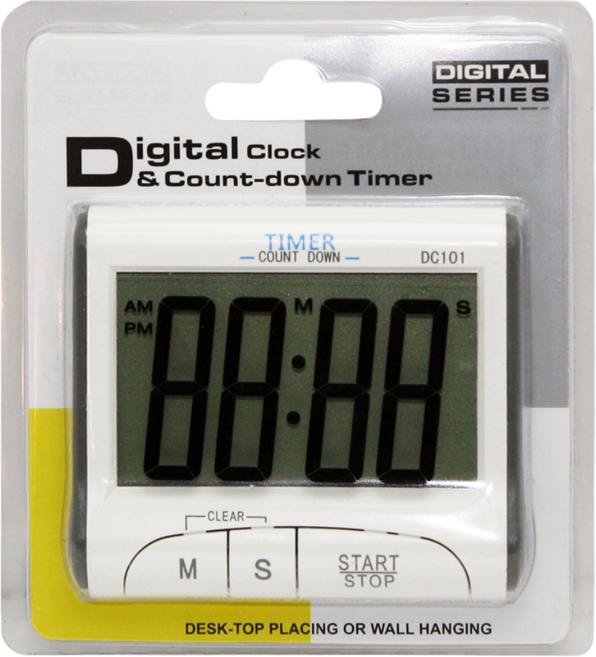 DIGITAL
SERIES
Digital Clock
& Count-down Timer
TIMER
COUNT DOWN
DC101
AM M S
PM
88:88
CLEAR
M S START
STOP
DESK-TOP PLACING OR WALL HANGING